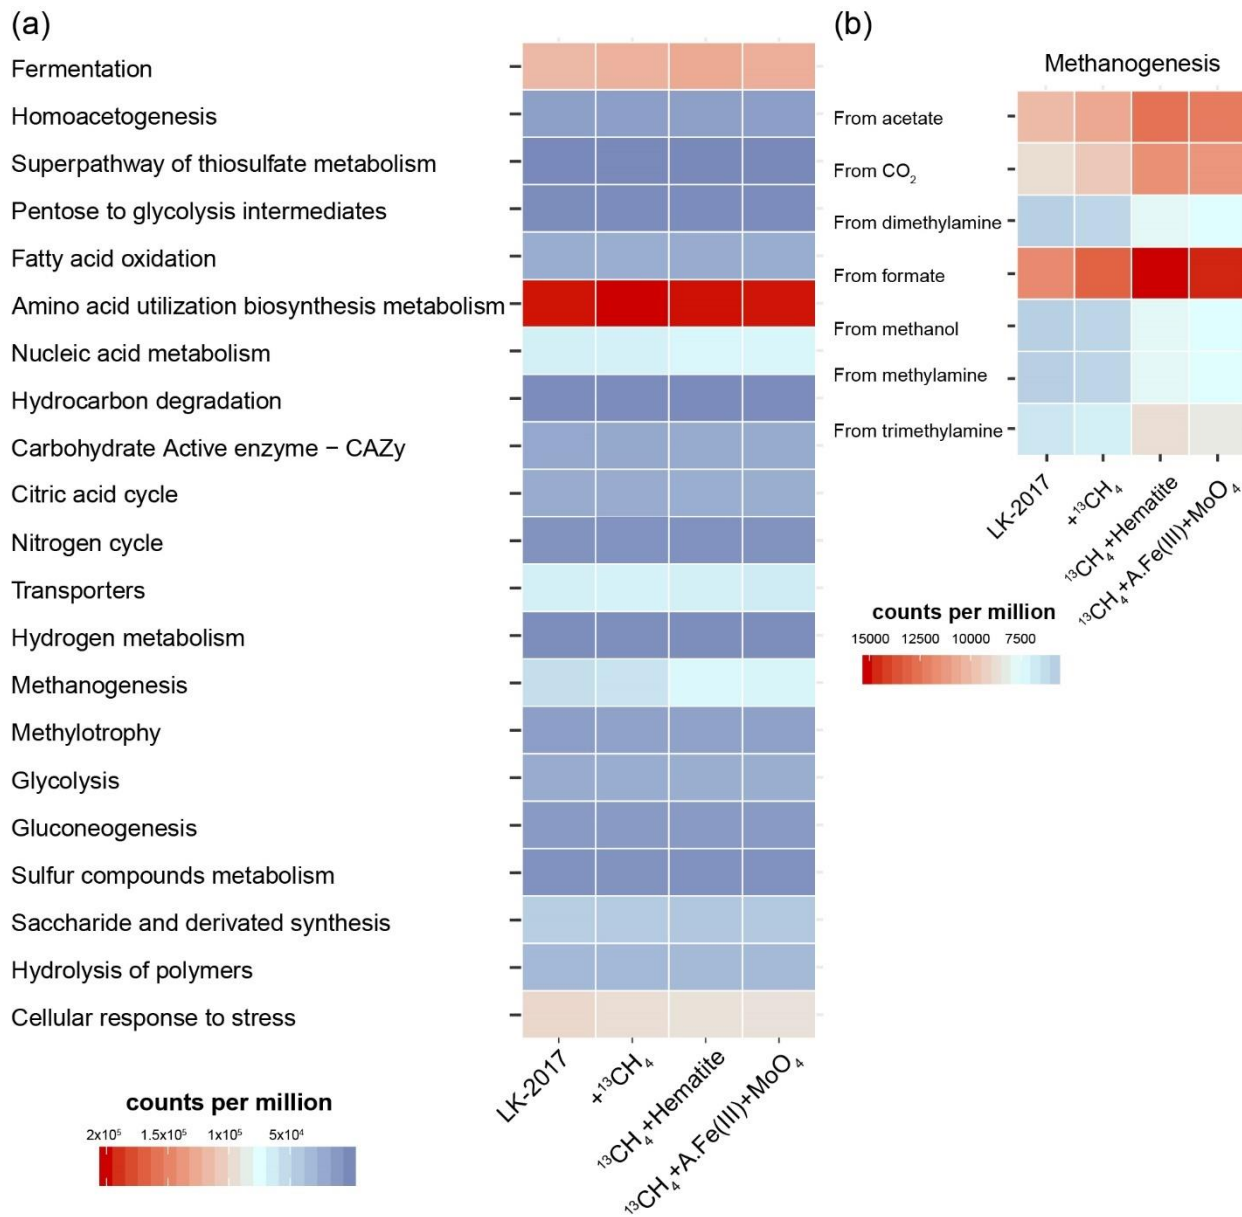 (a)
Fermentation
Homoacetogenesis
Superpathway of thiosulfate metabolism
Pentose to glycolysis intermediates
Fatty acid oxidation
Amino acid utilization biosynthesis metabolism
Nucleic acid metabolism
Hydrocarbon degradation
Carbohydrate Active enzyme − CAZy
Citric acid cycle
Nitrogen cycle
Transporters
Hydrogen metabolism
Methanogenesis
Methylotrophy
Glycolysis
Gluconeogenesis
Sulfur compounds metabolism
Saccharide and derivated synthesis
Hydrolysis of polymers
Cellular response to stress
LK-2017
+¹³CH₄
¹³CH₄+Hematite
¹³CH₄+A.Fe(III)+MoO₄
counts per million
2x10⁵ 1.5x10⁵ 1x10⁵ 5x10⁴
(b)
Methanogenesis
From acetate
From CO₂
From dimethylamine
From formate
From methanol
From methylamine
From trimethylamine
LK-2017
+¹³CH₄
¹³CH₄+Hematite
¹³CH₄+A.Fe(III)+MoO₄
counts per million
15000 12500 10000 7500